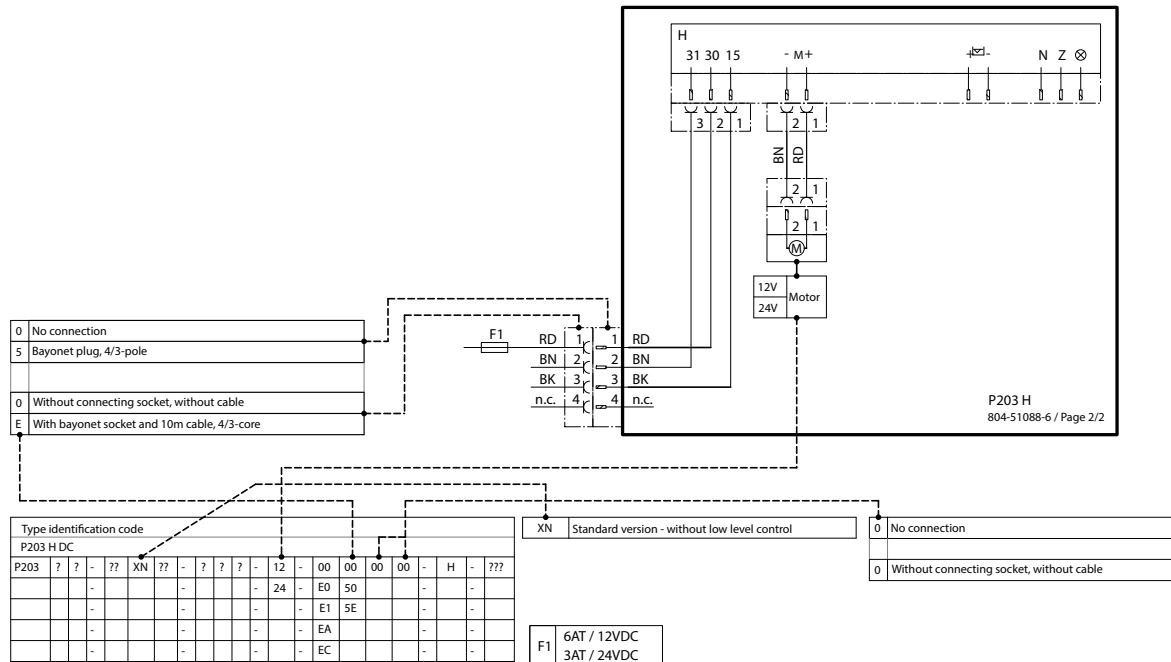 H
31 30 15 - M + + - N Z
3 2 1 2 1
BN RD
2 1
2 1
M
12V Motor
24V
0 No connection
5 Bayonet plug, 4/3-pole
0 Without connecting socket, without cable
E With bayonet socket and 10m cable, 4/3-core
F1 RD 1 1 RD
BN 2 2 BN
BK 3 3 BK
n.c. 4 4 n.c.
P203 H
804-51088-6 / Page 2/2
Type identification code
P203 H DC
P203 ? ? - ?? XN ?? - ? ? ? - 12 - 00 00 00 00 - H - ???
- - - 24 - E0 50 - -
- - - - E1 5E - -
- - - - EA - -
- - - - EC - -
XN Standard version - without low level control
0 No connection
0 Without connecting socket, without cable
F1 6AT / 12VDC
3AT / 24VDC